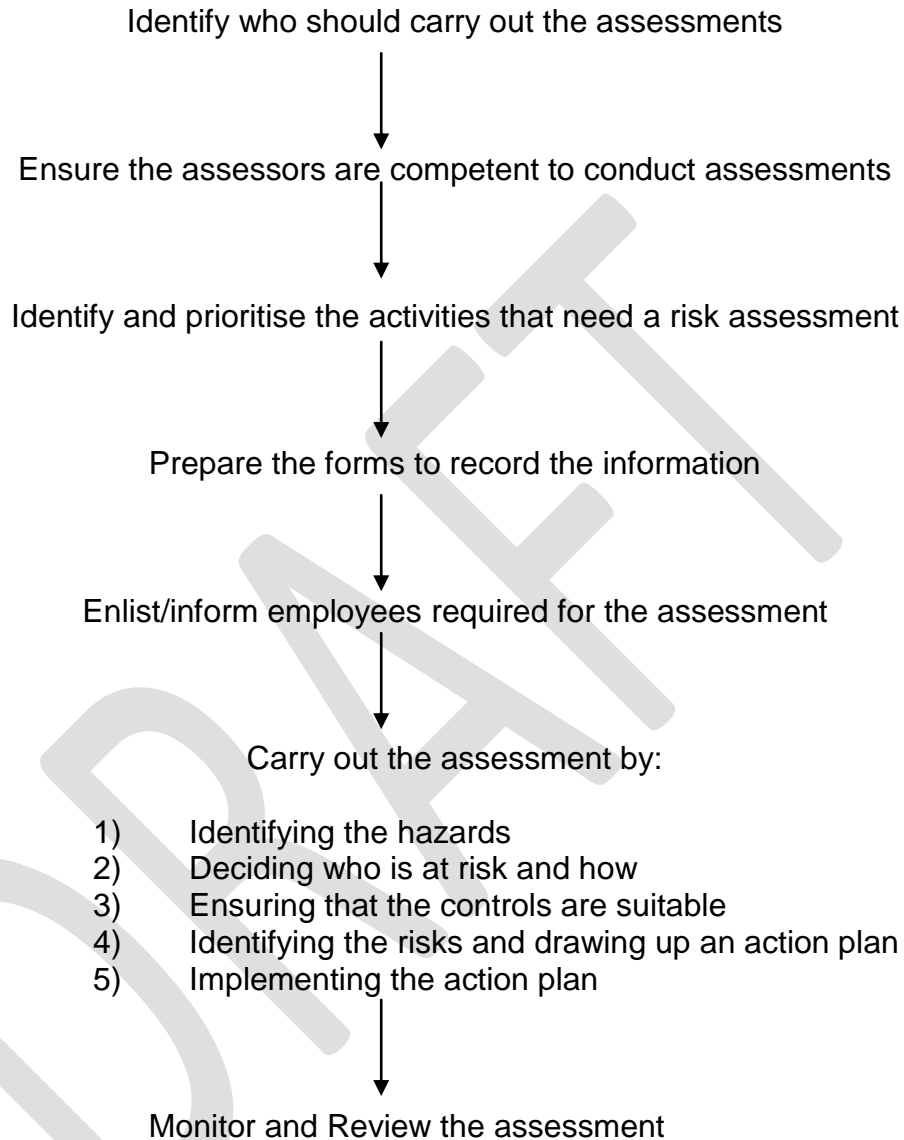 Identify who should carry out the assessments
Ensure the assessors are competent to conduct assessments
Identify and prioritise the activities that need a risk assessment
Prepare the forms to record the information
Enlist/inform employees required for the assessment
Carry out the assessment by:
1) Identifying the hazards
2) Deciding who is at risk and how
3) Ensuring that the controls are suitable
4) Identifying the risks and drawing up an action plan
5) Implementing the action plan
Monitor and Review the assessment
DRAFT